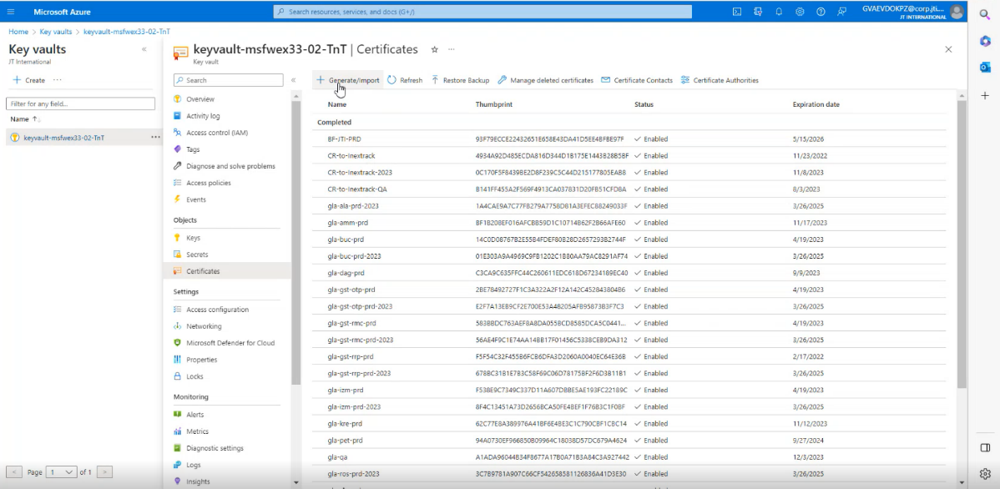 Microsoft Azure
Search resources, services, and docs (G+/)
GVAEVDOKPZ@corp.jti....
JT INTERNATIONAL
Home > Key vaults > keyvault-msfwex33-02-TnT
Key vaults
JT International
+ Create
Filter for any field...
Name ↑
keyvault-msfwex33-02-TnT
Page 1 of 1
keyvault-msfwex33-02-TnT | Certificates
Key vault
Search
Overview
Activity log
Access control (IAM)
Tags
Diagnose and solve problems
Access policies
Events
Objects
Keys
Secrets
Certificates
Settings
Access configuration
Networking
Microsoft Defender for Cloud
Properties
Locks
Monitoring
Alerts
Metrics
Diagnostic settings
Logs
Insights
+ Generate/Import Refresh Restore Backup Manage deleted certificates Certificate Contacts Certificate Authorities
Name Thumbprint Status Expiration date
Completed
BF-JTI-PRD 93F79ECCE22432651E658E43DA41D5EE4BFBE97F Enabled 5/15/2026
CR-to-Inextrack 4934A92D485ECDA816D344D1B175E1443B28B5BF Enabled 11/23/2022
CR-to-Inextrack-2023 0C170F5F8439BE2D8F239C5C44D215177805EAB8 Enabled 11/8/2023
CR-to-Inextrack-QA B141FF455A2F569F4913CA037831D20FB51CFD8A Enabled 8/3/2023
gla-ala-prd-2023 1A4CAE9A7C77FB279A7758D81A3EFEC88249033F Enabled 3/26/2025
gla-amm-prd BF1B208EF016AFCBB59D1C10714B62F2B66AFE60 Enabled 11/17/2023
gla-buc-prd 14C0D08767B2E55B4FDEF80B28D2657293B2744F Enabled 4/19/2023
gla-buc-prd-2023 01E303A9A4969C9FB1202C1B80AA79AC8291AF74 Enabled 3/26/2025
gla-dag-prd C3CA9C635FFC44C260611EDC618D67234189EC40 Enabled 9/9/2023
gla-gst-otp-prd 2BE78492727F1C3A322A2F12A142C452843804B6 Enabled 4/19/2023
gla-gst-otp-prd-2023 E2F7A13EB9CF2E700E53A48205AFB95873B3F7C3 Enabled 3/26/2025
gla-gst-rmc-prd 583BBDC763AEF8A8DA055BCD8585DCA5C0441... Enabled 4/19/2023
gla-gst-rmc-prd-2023 56AE4F9C1E74AA14BB17F01456C5338CEB9DA312 Enabled 3/26/2025
gla-gst-rrp-prd F5F54C32F455B6FCB6DFA3D2060A0040EC64E36B Enabled 2/17/2022
gla-gst-rrp-prd-2023 678BC31B1E7B3C58F69C06D78175BF2F6D3B11B1 Enabled 3/26/2025
gla-izm-prd F538E9C7349C337D11A607DBBE5AE193FC22189C Enabled 4/19/2023
gla-izm-prd-2023 8F4C13451A73D2656BCA50FE4BEF1F76B3C1F0BF Enabled 3/26/2025
gla-kre-prd 62C77E8A389976A41BF6E4BE3C1C790CBF1CBC14 Enabled 11/12/2023
gla-pet-prd 94A0730EF966850B09964C18038D57DC679A4624 Enabled 9/27/2024
gla-qa A1ADA96044B34F8677A17B0A71B3A84C3A927442 Enabled 12/3/2023
gla-ros-prd-2023 3C7B9781A907C66CF542658581126836A41D3E30 Enabled 3/26/2025